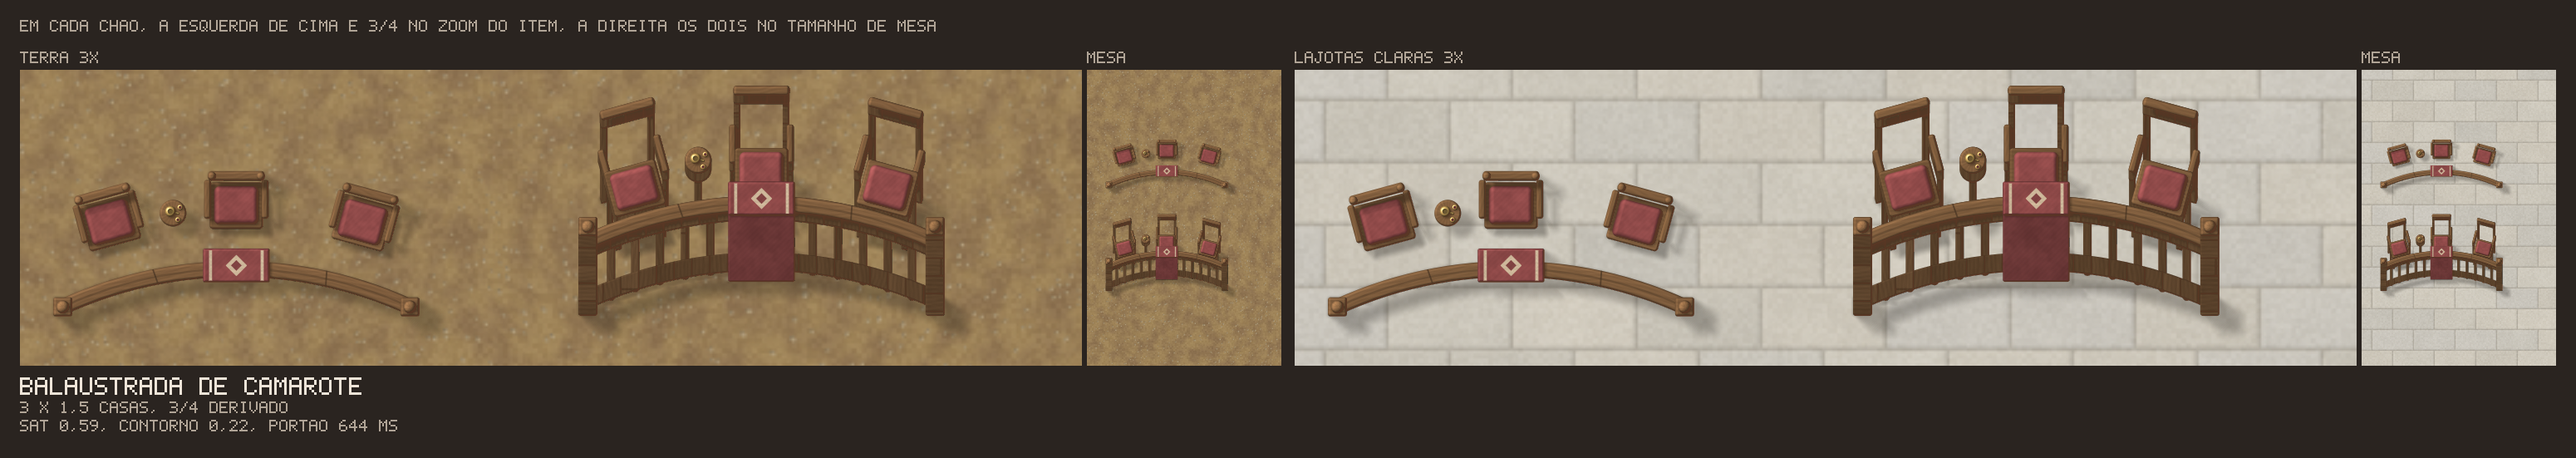 EM CADA CHAO, A ESQUERDA DE CIMA E 3/4 NO ZOOM DO ITEM, A DIREITA OS DOIS NO TAMANHO DE MESA
TERRA 3X
MESA
LAJOTAS CLARAS 3X
MESA
BALAUSTRADA DE CAMAROTE
3 X 1,5 CASAS, 3/4 DERIVADO
SAT 0,59, CONTORNO 0,22, PORTAO 644 MS